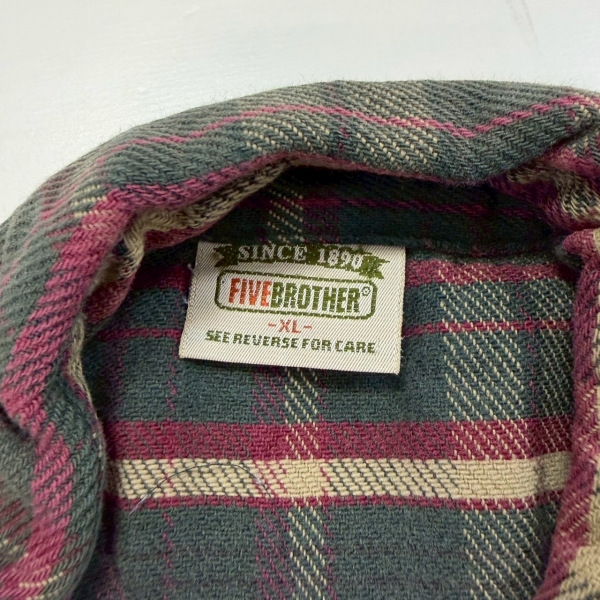 SINCE 1890
FIVEBROTHER®
-XL-
SEE REVERSE FOR CARE